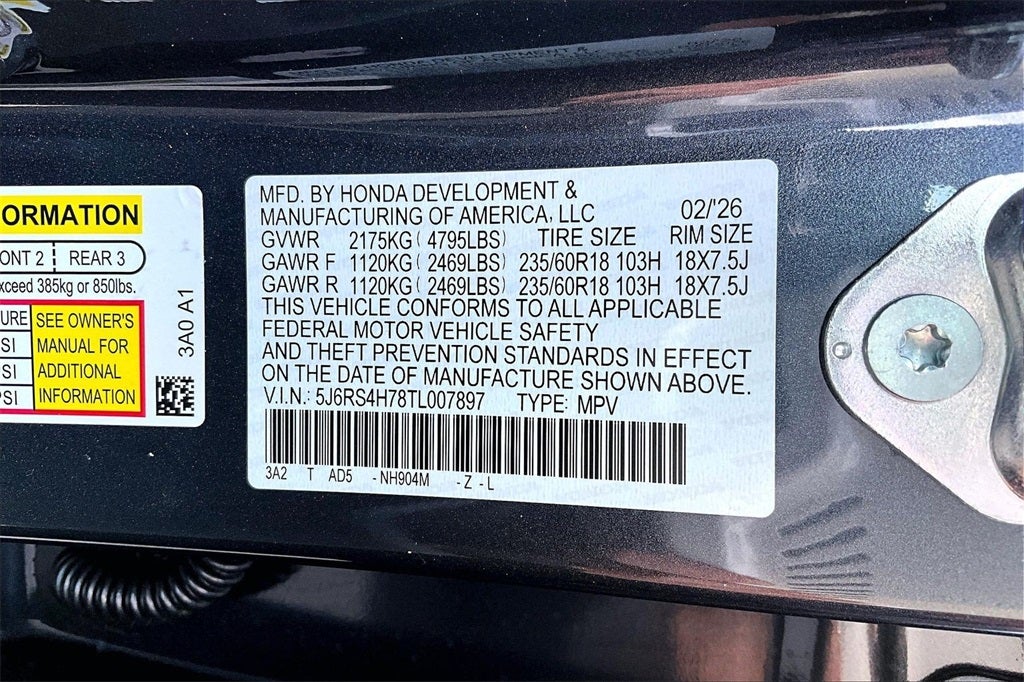 ORMATION
ONT 2 | REAR 3
xceed 385kg or 850lbs.
URE
SI
SI
PSI
SEE OWNER'S
MANUAL FOR
ADDITIONAL
INFORMATION
3A0 A1
MFD. BY HONDA DEVELOPMENT &
MANUFACTURING OF AMERICA, LLC 02/'26
GVWR 2175KG( 4795LBS) TIRE SIZE RIM SIZE
GAWR F 1120KG( 2469LBS) 235/60R18 103H 18X7.5J
GAWR R 1120KG( 2469LBS) 235/60R18 103H 18X7.5J
THIS VEHICLE CONFORMS TO ALL APPLICABLE
FEDERAL MOTOR VEHICLE SAFETY
AND THEFT PREVENTION STANDARDS IN EFFECT
ON THE DATE OF MANUFACTURE SHOWN ABOVE.
V.I.N.: 5J6RS4H78TL007897 TYPE: MPV
3A2 T AD5 -NH904M -Z -L